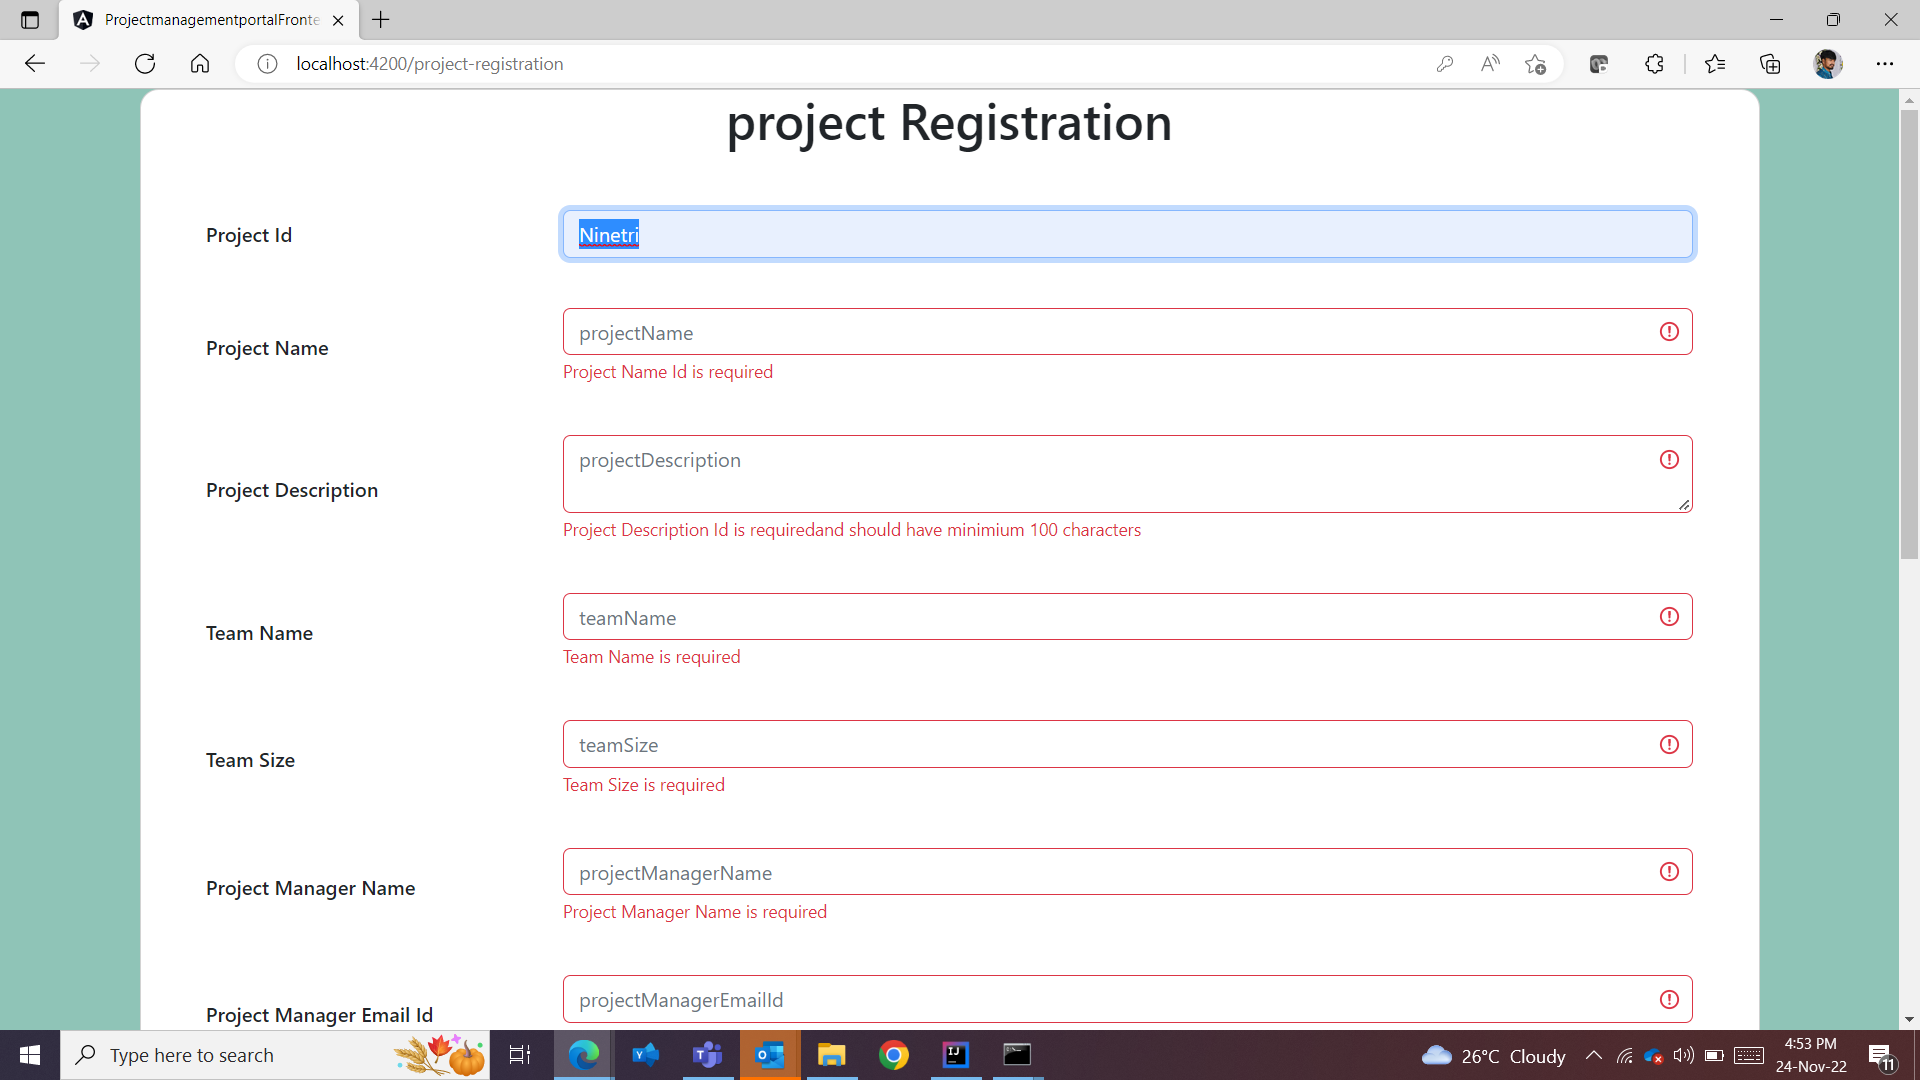 ProjectmanagementportalFronte
localhost:4200/project-registration
project Registration
Project Id
Ninetri
Project Name
projectName
Project Name Id is required
Project Description
projectDescription
Project Description Id is requiredand should have minimium 100 characters
Team Name
teamName
Team Name is required
Team Size
teamSize
Team Size is required
Project Manager Name
projectManagerName
Project Manager Name is required
Project Manager Email Id
projectManagerEmailId
Type here to search
26°C Cloudy
4:53 PM
24-Nov-22
11